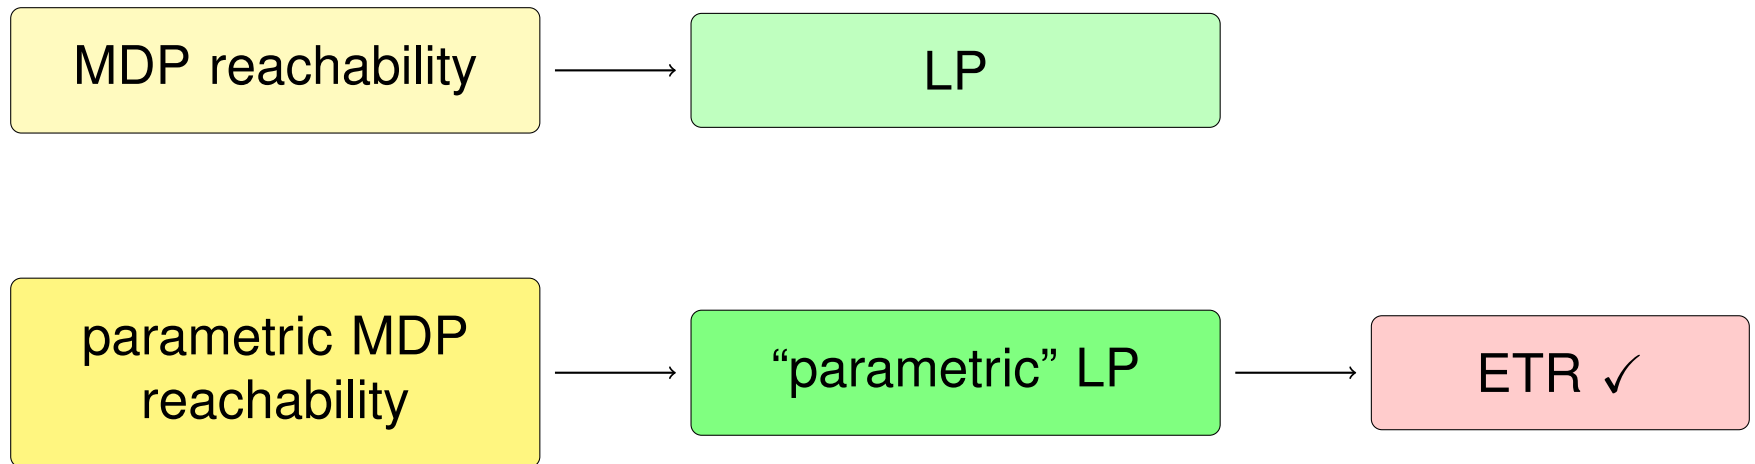 MDP reachability
LP
parametric MDP
reachability
“parametric” LP
ETR ✓